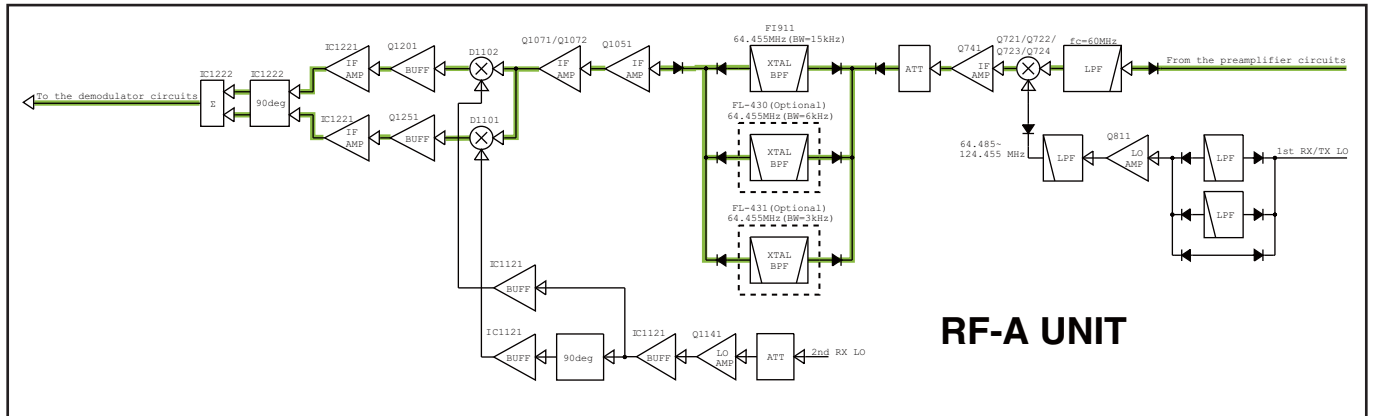 FI911
64.455MHz(BW=15kHz)
Q721/Q722/
Q723/Q724
fc=60MHz
Q1071/Q1072
Q1051
Q741
IC1221
Q1201
D1102
IF
AMP
BUFF
IF
AMP
IF
AMP
XTAL
BPF
ATT
IF
AMP
LPF
From the preamplifier circuits
IC1222
IC1222
To the demodulator circuits
Σ
90deg
FL-430(Optional)
64.455MHz(BW=6kHz)
IC1221
Q1251
D1101
IF
AMP
BUFF
XTAL
BPF
64.485~
124.455 MHz
Q811
LPF
LO
AMP
LPF
1st RX/TX LO
LPF
FL-431(Optional)
64.455MHz(BW=3kHz)
XTAL
BPF
IC1121
BUFF
RF-A UNIT
IC1121
IC1121
Q1141
BUFF
90deg
BUFF
LO
AMP
ATT
2nd RX LO